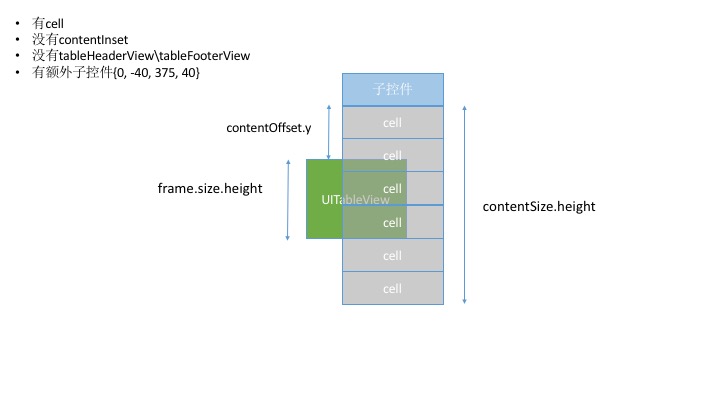 • 有cell
• 没有contentInset
• 没有tableHeaderView\tableFooterView
• 有额外子控件{0, -40, 375, 40}
子控件
contentOffset.y
cell
cell
frame.size.height
cell
UITableView
contentSize.height
cell
cell
cell